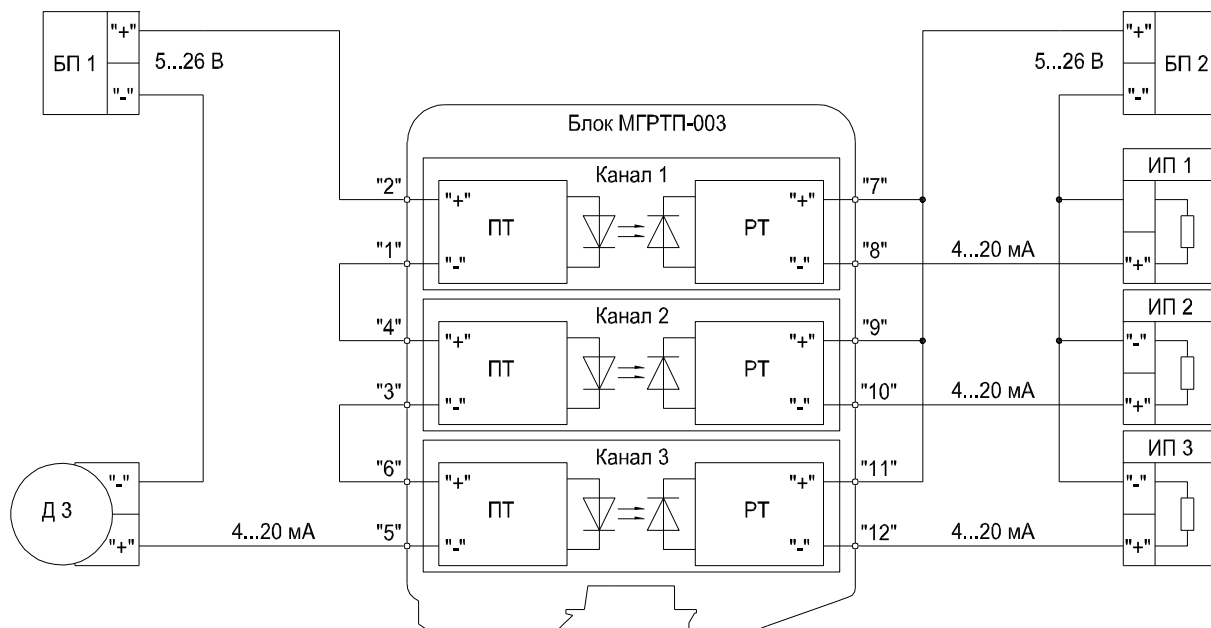 БП 1
"+"
5...26 В
"-"
"+"
5...26 В
БП 2
"-"
Блок МГРТП-003
Канал 1
"2"
"+"
ПТ
"1"
"-"
"+"
"7"
РТ
"-"
"8"
4...20 мА
ИП 1
"+"
Канал 2
"4"
"+"
ПТ
"3"
"-"
"+"
"9"
РТ
"-"
"10"
4...20 мА
ИП 2
"-"
"+"
Канал 3
"6"
"+"
ПТ
"5"
"-"
"+"
"11"
РТ
"-"
"12"
4...20 мА
ИП 3
"-"
"+"
Д 3
"-"
"+"
4...20 мА